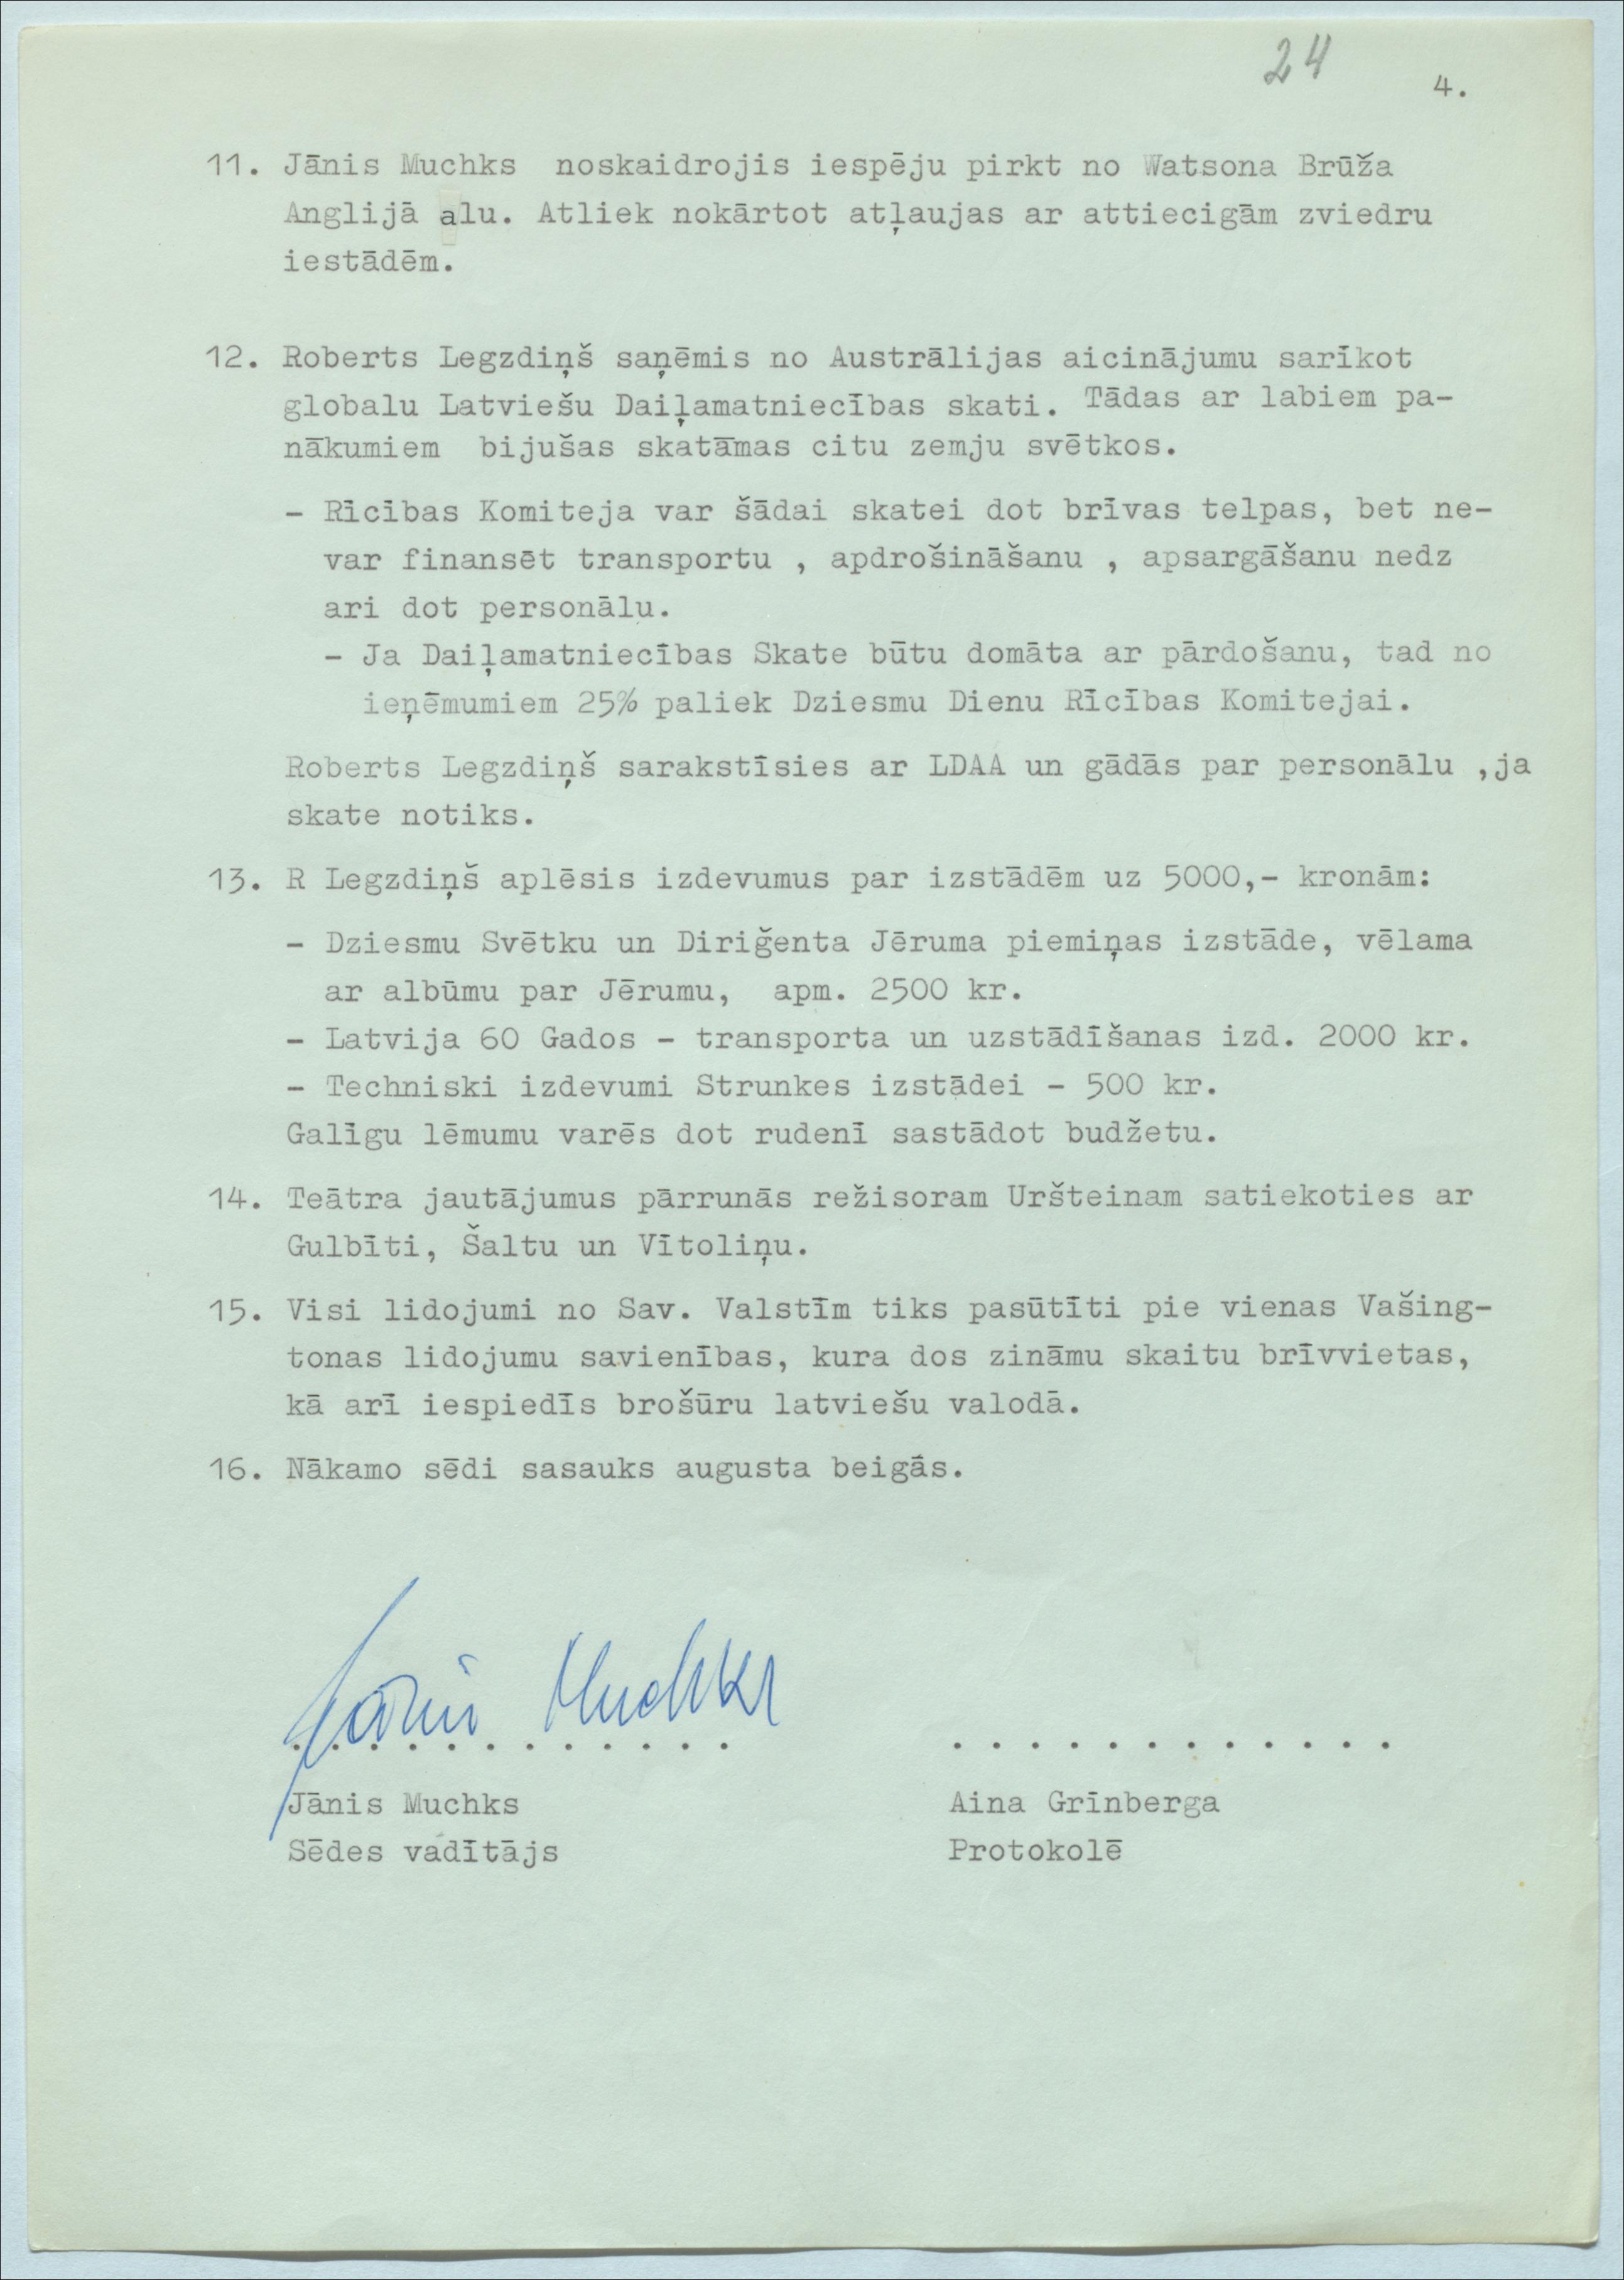 24
4.
11. Jānis Muchks noskaidrojis iespēju pirkt no Watsona Brūža
Anglijā alu. Atliek nokārtot atļaujas ar attiecigām zviedru
iestādēm.
12. Roberts Legzdiņš saņēmis no Austrālijas aicinājumu sarīkot
globalu Latviešu Daiļamatniecības skati. Tādas ar labiem pa-
nākumiem bijušas skatāmas citu zemju svētkos.
- Rīcības Komiteja var šādai skatei dot brīvas telpas, bet ne-
var finansēt transportu , apdrošināšanu , apsargāšanu nedz
ari dot personālu.
- Ja Daiļamatniecības Skate būtu domāta ar pārdošanu, tad no
ieņēmumiem 25% paliek Dziesmu Dienu Rīcības Komitejai.
Roberts Legzdiņš sarakstīsies ar LDAA un gādās par personālu ,ja
skate notiks.
13. R Legzdiņš aplēsis izdevumus par izstādēm uz 5000,- kronām:
- Dziesmu Svētku un Diriğenta Jēruma piemiņas izstāde, vēlama
ar albūmu par Jērumu, apm. 2500 kr.
- Latvija 60 Gados - transporta un uzstādīšanas izd. 2000 kr.
- Techniski izdevumi Strunkes izstādei - 500 kr.
Galīgu lēmumu varēs dot rudenī sastādot budžetu.
14. Teātra jautājumus pārrunās režisoram Uršteinam satiekoties ar
Gulbīti, Šaltu un Vītoliņu.
15. Visi lidojumi no Sav. Valstīm tiks pasūtīti pie vienas Vašing-
tonas lidojumu savienības, kura dos zināmu skaitu brīvvietas,
kā arī iespiedīs brošūru latviešu valodā.
16. Nākamo sēdi sasauks augusta beigās.
Jānis Muchks
. . . . . . . . . . . . . . . . . . . . . . . .
Jānis Muchks Aina Grīnberga
Sēdes vadītājs Protokolē